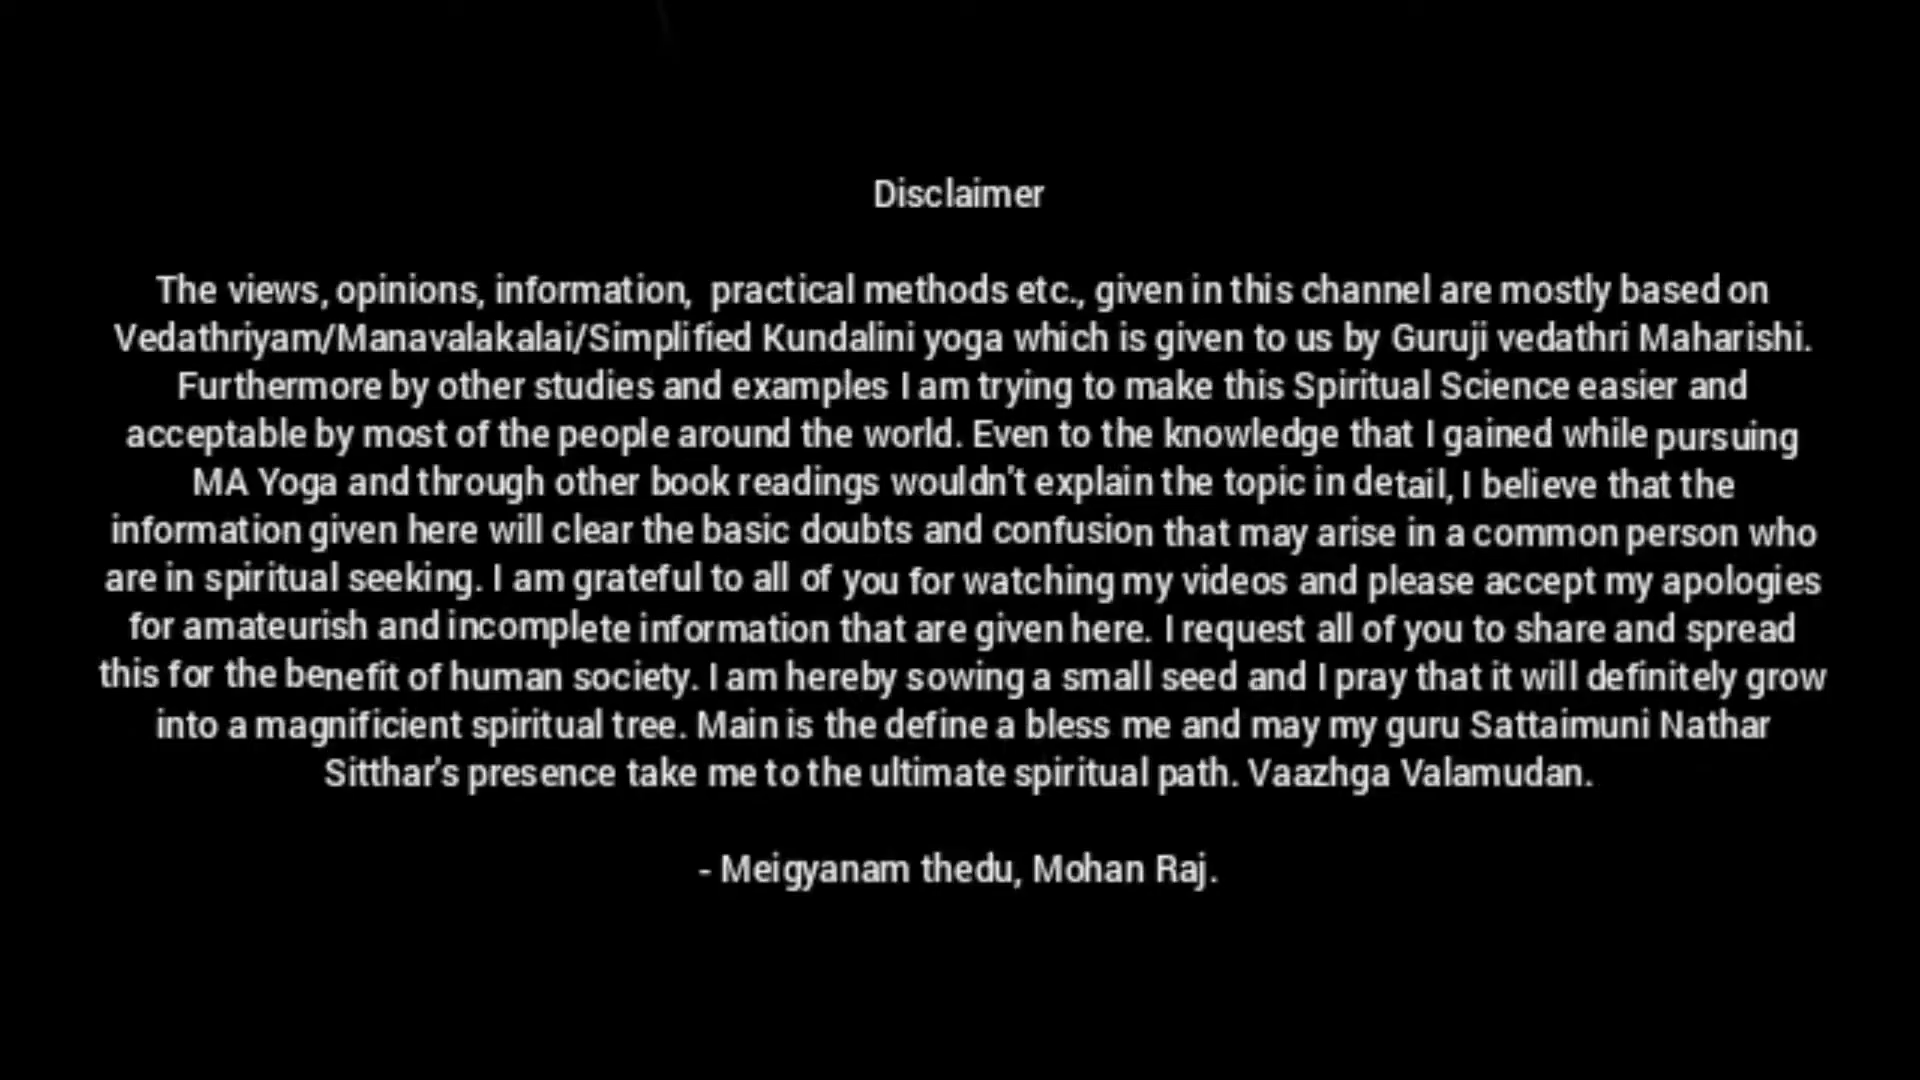 Disclaimer
The views, opinions, information,  practical methods etc., given in this channel are mostly based on
Vedathriyam/Manavalakalai/Simplified Kundalini yoga which is given to us by Guruji vedathri Maharishi.
Furthermore by other studies and examples I am trying to make this Spiritual Science easier and
acceptable by most of the people around the world. Even to the knowledge that I gained while pursuing
MA Yoga and through other book readings wouldn't explain the topic in detail, I believe that the
information given here will clear the basic doubts and confusion that may arise in a common person who
are in spiritual seeking. I am grateful to all of you for watching my videos and please accept my apologies
for amateurish and incomplete information that are given here. I request all of you to share and spread
this for the benefit of human society. I am hereby sowing a small seed and I pray that it will definitely grow
into a magnificient spiritual tree. Main is the define a bless me and may my guru Sattaimuni Nathar
Sitthar's presence take me to the ultimate spiritual path. Vaazhga Valamudan.
- Meigyanam thedu, Mohan Raj.